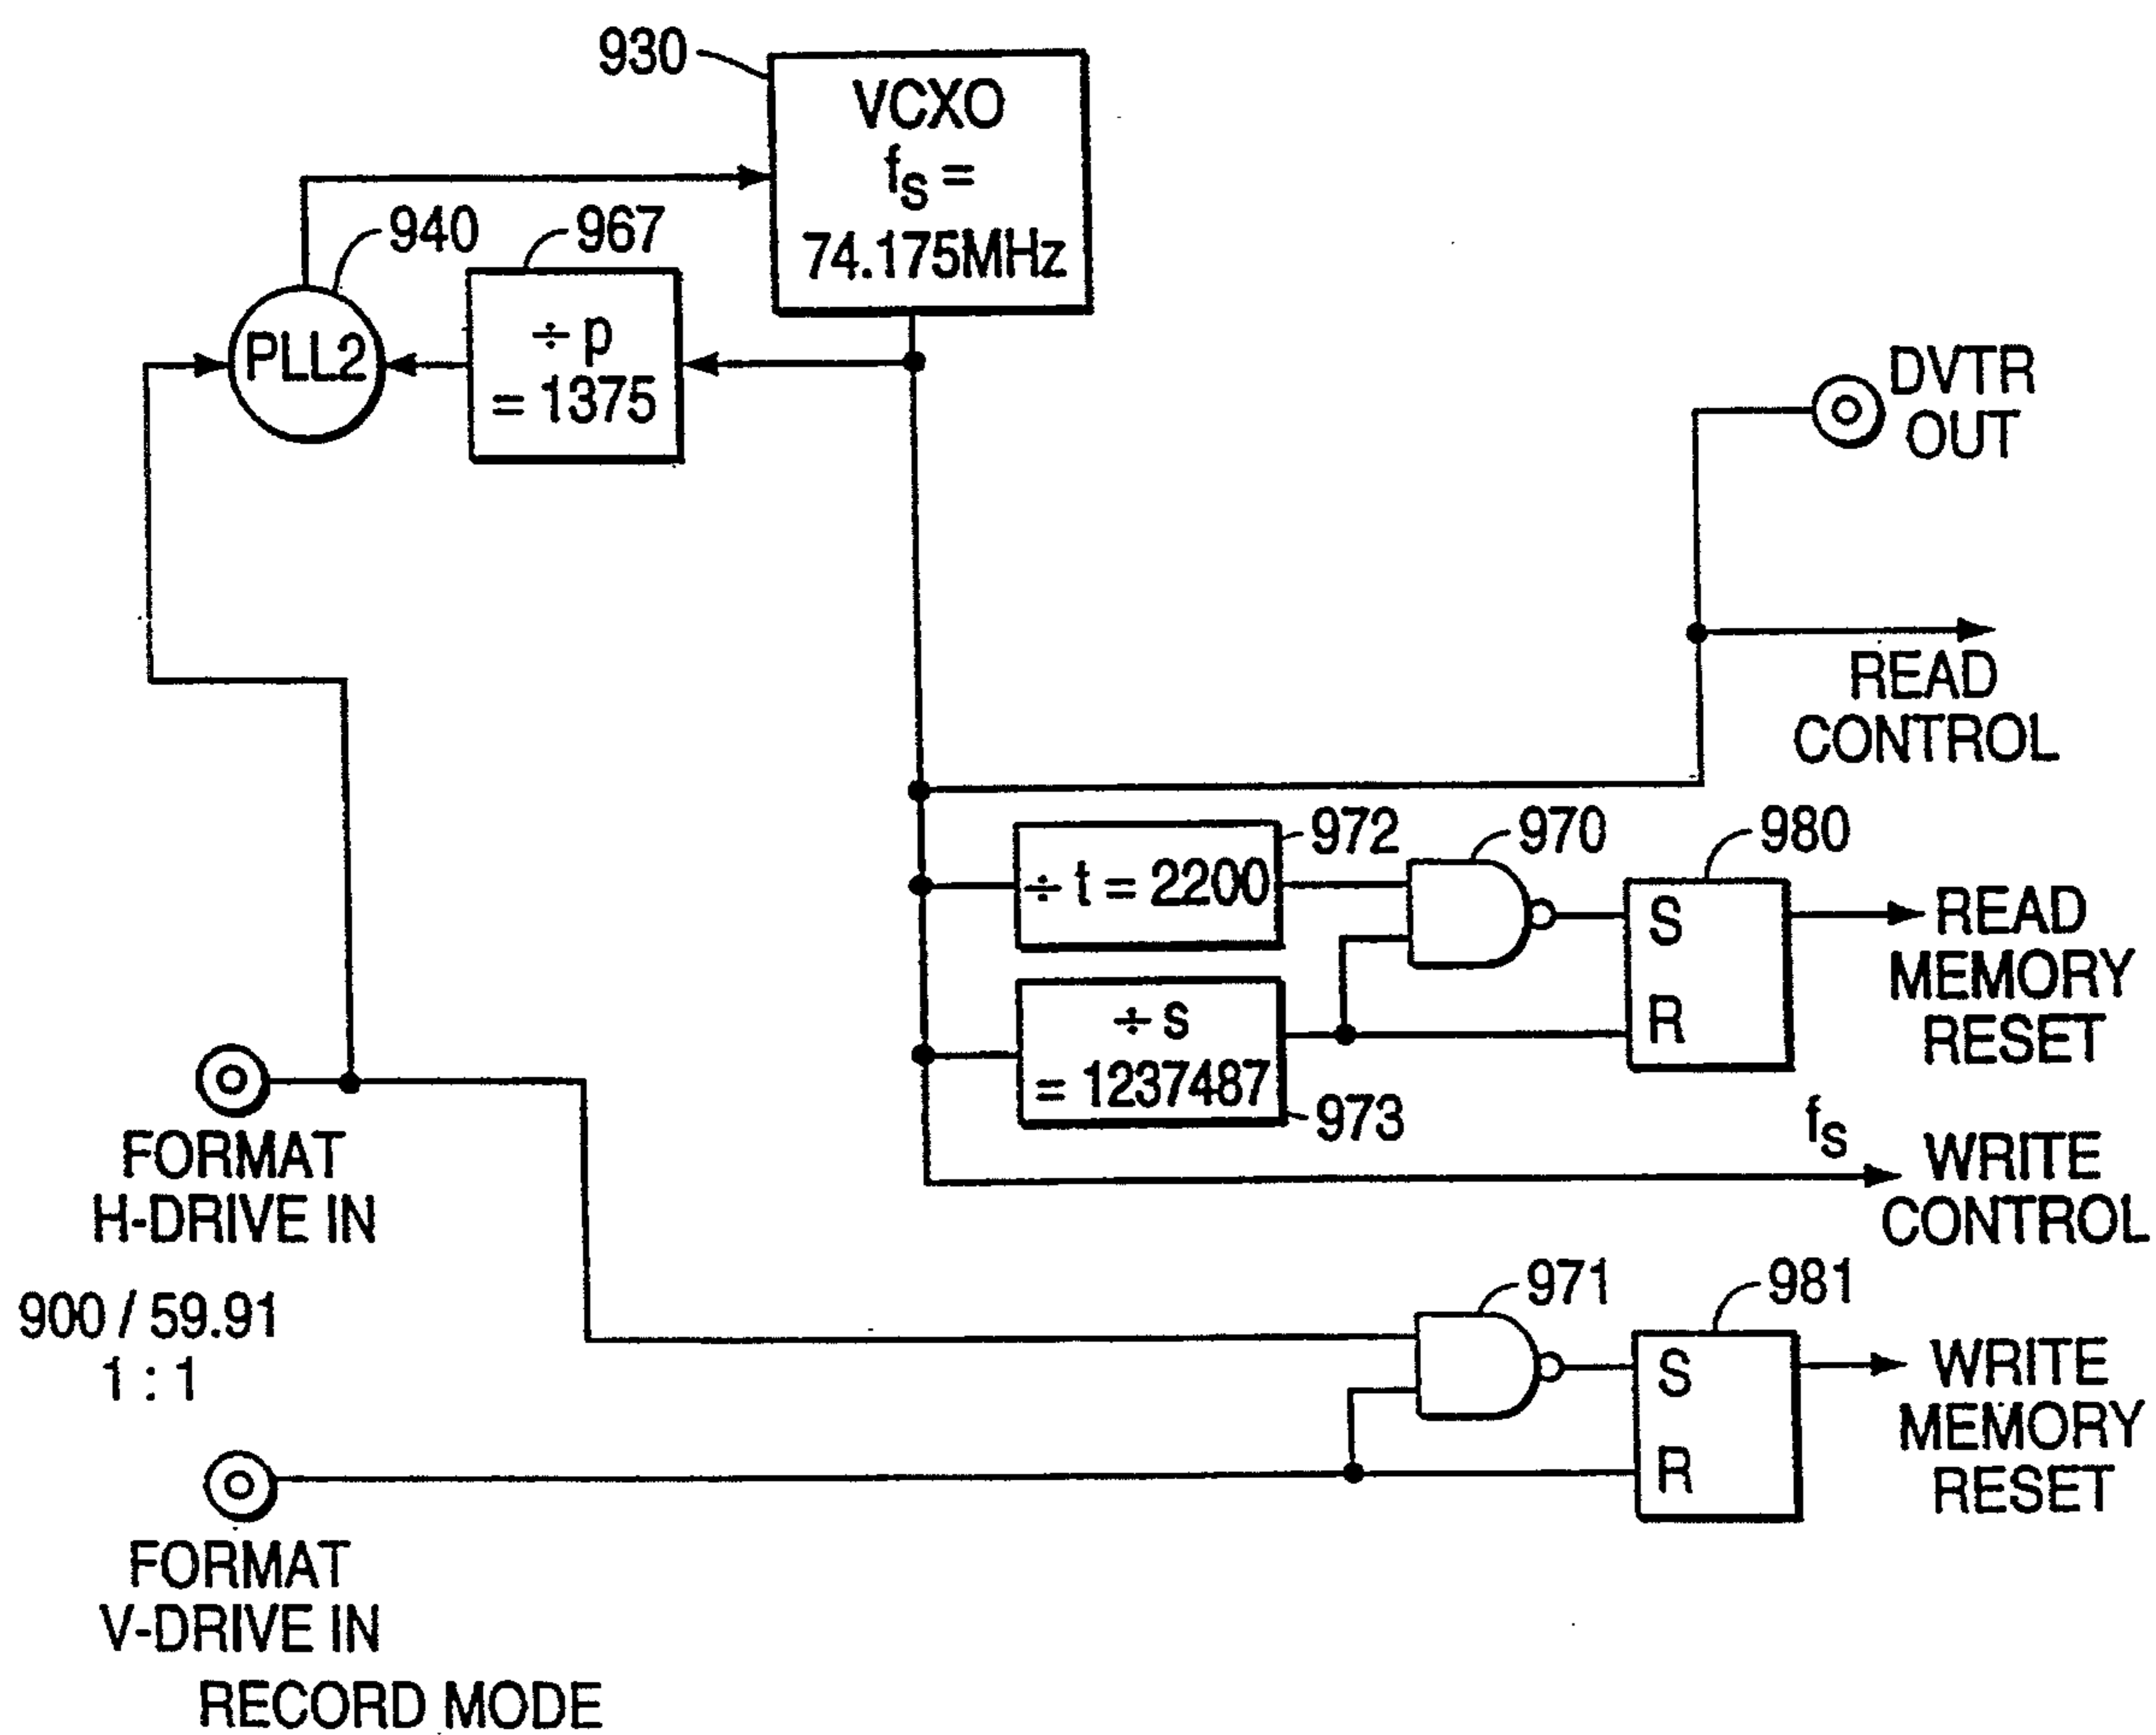 930
VCXO
fs =
74.175MHz
940
967
PLL2
÷ p
= 1375
DVTR
OUT
READ
CONTROL
972
970
980
÷ t = 2200
S
R
READ
MEMORY
RESET
÷ s
= 1237487
973
fs
WRITE
CONTROL
FORMAT
H-DRIVE IN
900 / 59.91
1 : 1
971
981
S
R
WRITE
MEMORY
RESET
FORMAT
V-DRIVE IN
RECORD MODE